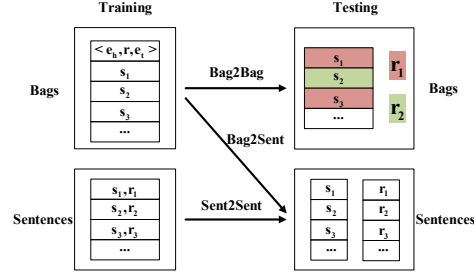 Training
Testing
< e_h, r, e_t >
s_1
s_2
s_3
...
Bags
Bag2Bag
s_1
s_2
s_3
...
r_1
r_2
Bags
Bag2Sent
Sentences
s_1, r_1
s_2, r_2
s_3, r_3
...
Sent2Sent
s_1
s_2
s_3
...
r_1
r_2
r_3
...
Sentences